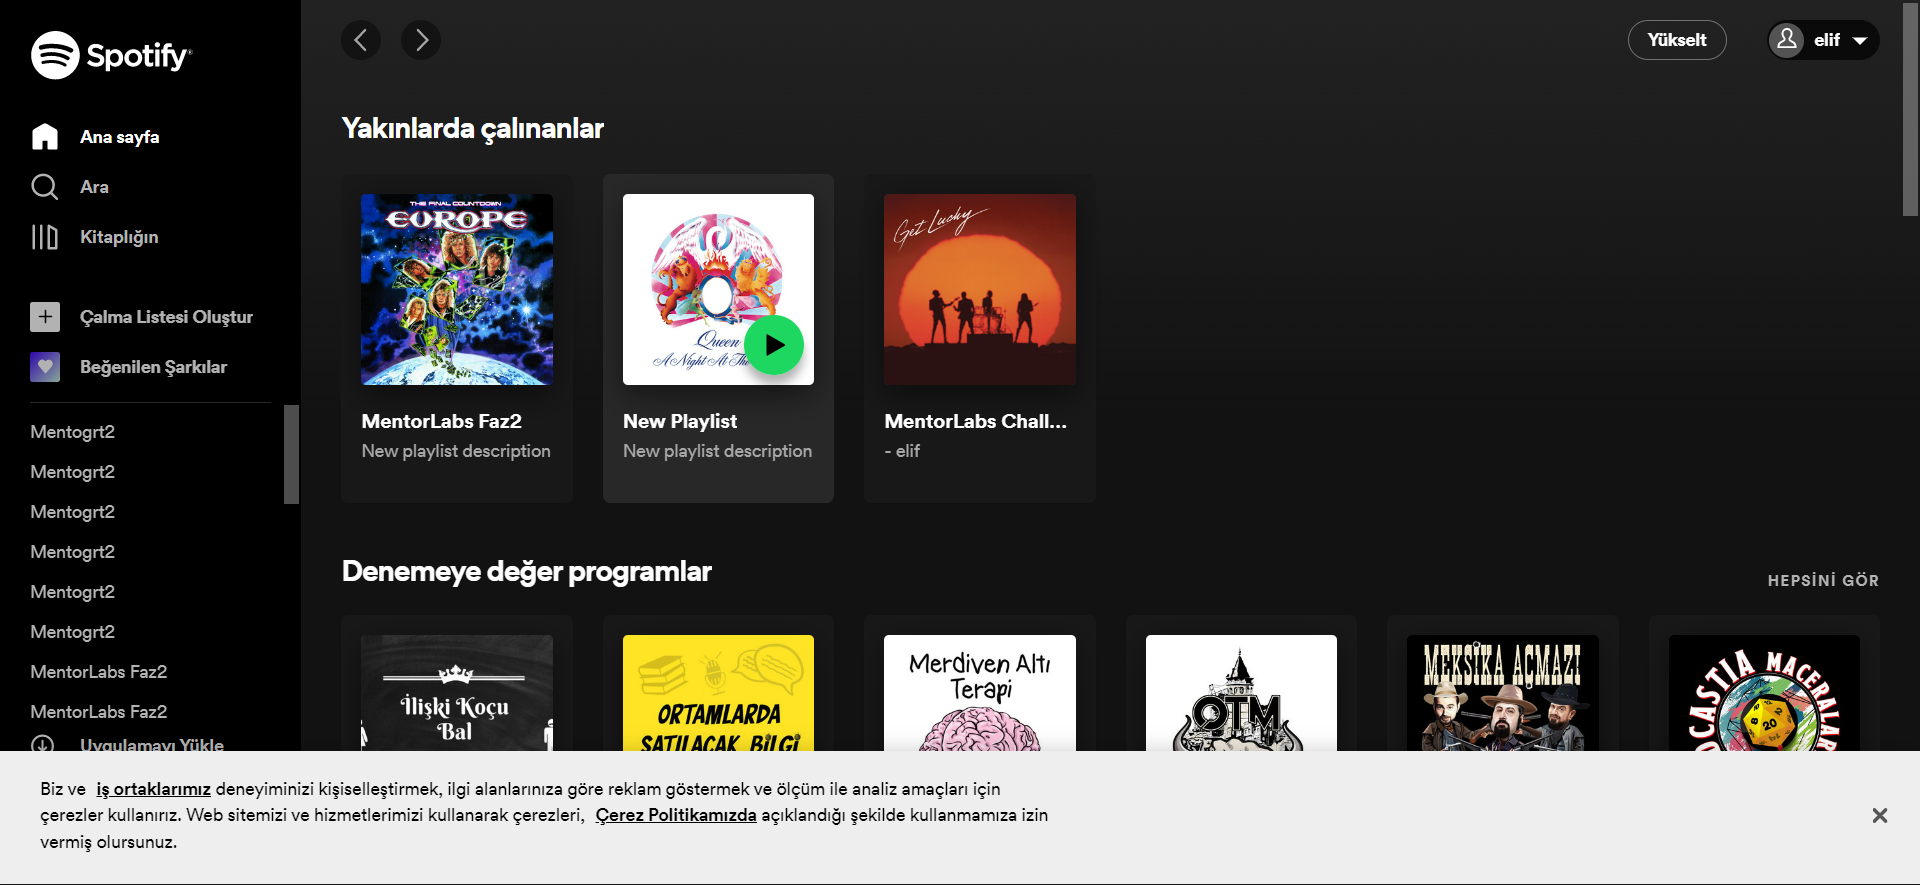 Spotify
Ana sayfa
Ara
Kitaplığın
Çalma Listesi Oluştur
Beğenilen Şarkılar
Mentogrt2
Mentogrt2
Mentogrt2
Mentogrt2
Mentogrt2
Mentogrt2
MentorLabs Faz2
MentorLabs Faz2
Uygulamayı Yükle
Yükselt
elif
Yakınlarda çalınanlar
THE FINAL COUNTDOWN
EUROPE
MentorLabs Faz2
New playlist description
Queen
A Night At The
New Playlist
New playlist description
Get Lucky
MentorLabs Chall...
- elif
Denemeye değer programlar
HEPSİNİ GÖR
İlişki Koçu
Bal
ORTAMLARDA
SATILACAK BİLGİ
Merdiven Altı
Terapi
OTM
MEKSİKA AÇMAZI
20
Biz ve iş ortaklarımız deneyiminizi kişiselleştirmek, ilgi alanlarınıza göre reklam göstermek ve ölçüm ile analiz amaçları için
çerezler kullanırız. Web sitemizi ve hizmetlerimizi kullanarak çerezleri, Çerez Politikamızda açıklandığı şekilde kullanmamıza izin
vermiş olursunuz.